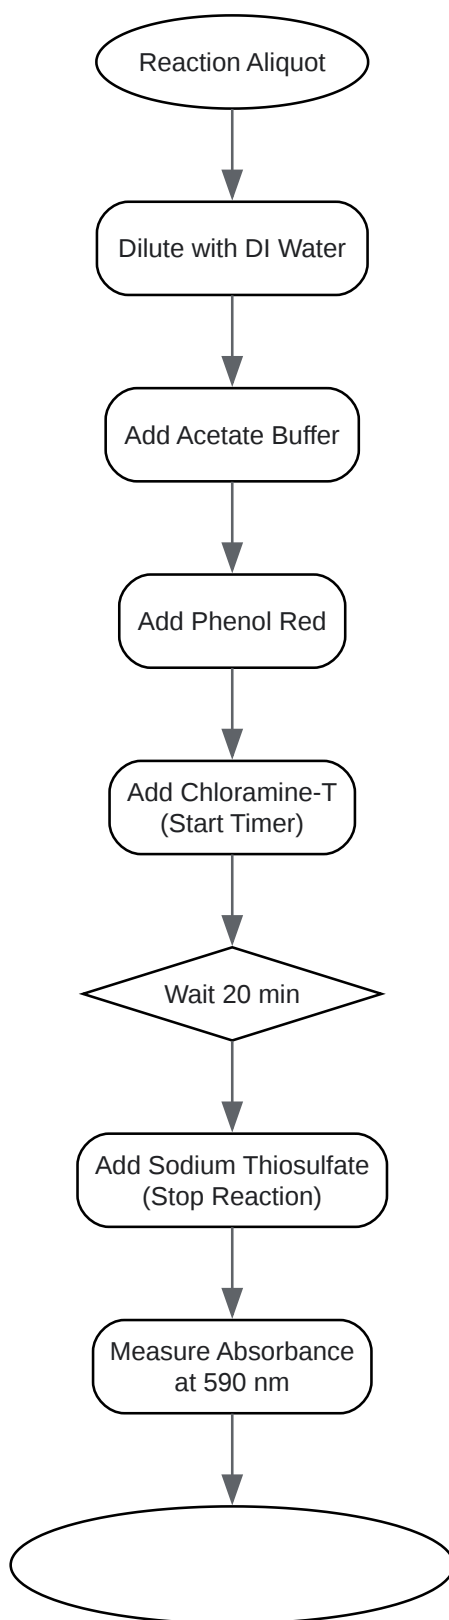 Reaction Aliquot
Dilute with DI Water
Add Acetate Buffer
Add Phenol Red
Add Chloramine-T
(Start Timer)
Wait 20 min
Add Sodium Thiosulfate
(Stop Reaction)
Measure Absorbance
at 590 nm